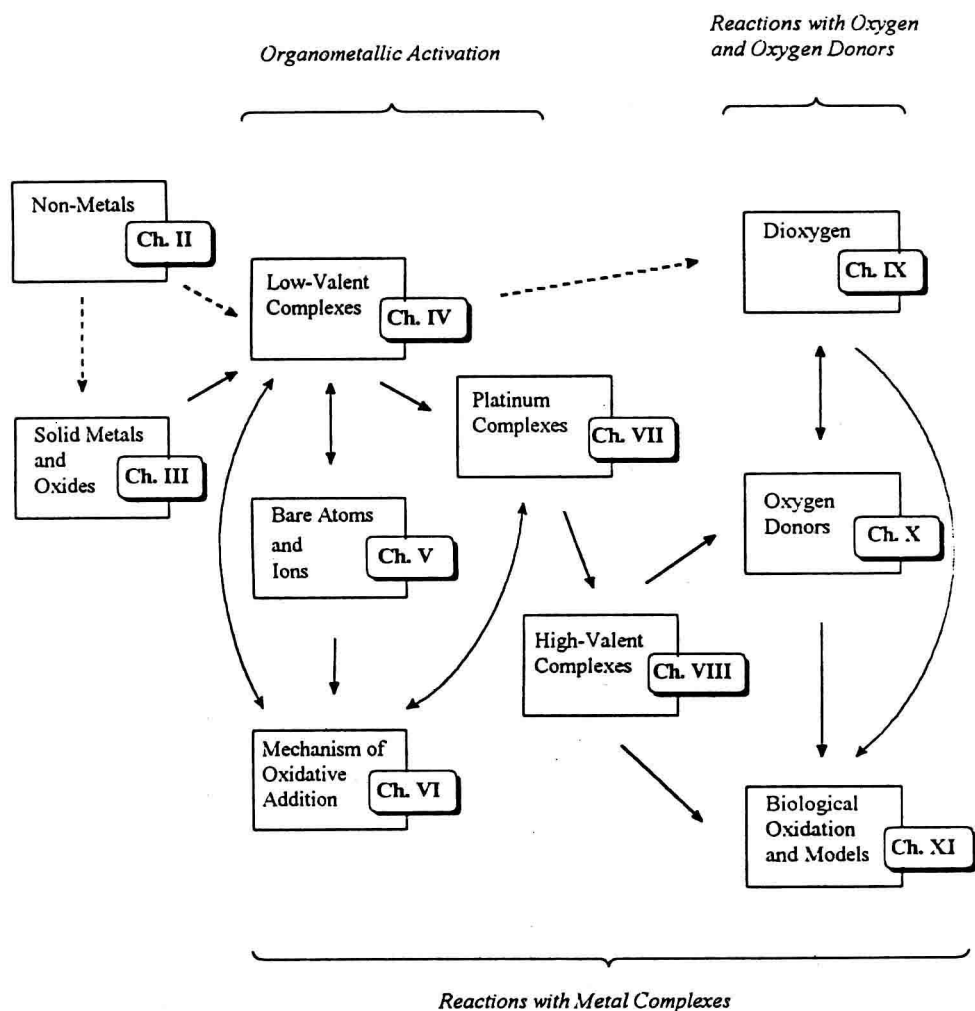 Organometallic Activation
Reactions with Oxygen
and Oxygen Donors
Non-Metals
Ch. II
Low-Valent
Complexes
Ch. IV
Dioxygen
Ch. IX
Solid Metals
and
Oxides
Ch. III
Platinum
Complexes
Ch. VII
Bare Atoms
and
Ions
Ch. V
Oxygen
Donors
Ch. X
High-Valent
Complexes
Ch. VIII
Mechanism of
Oxidative
Addition
Ch. VI
Biological
Oxidation
and Models
Ch. XI
Reactions with Metal Complexes